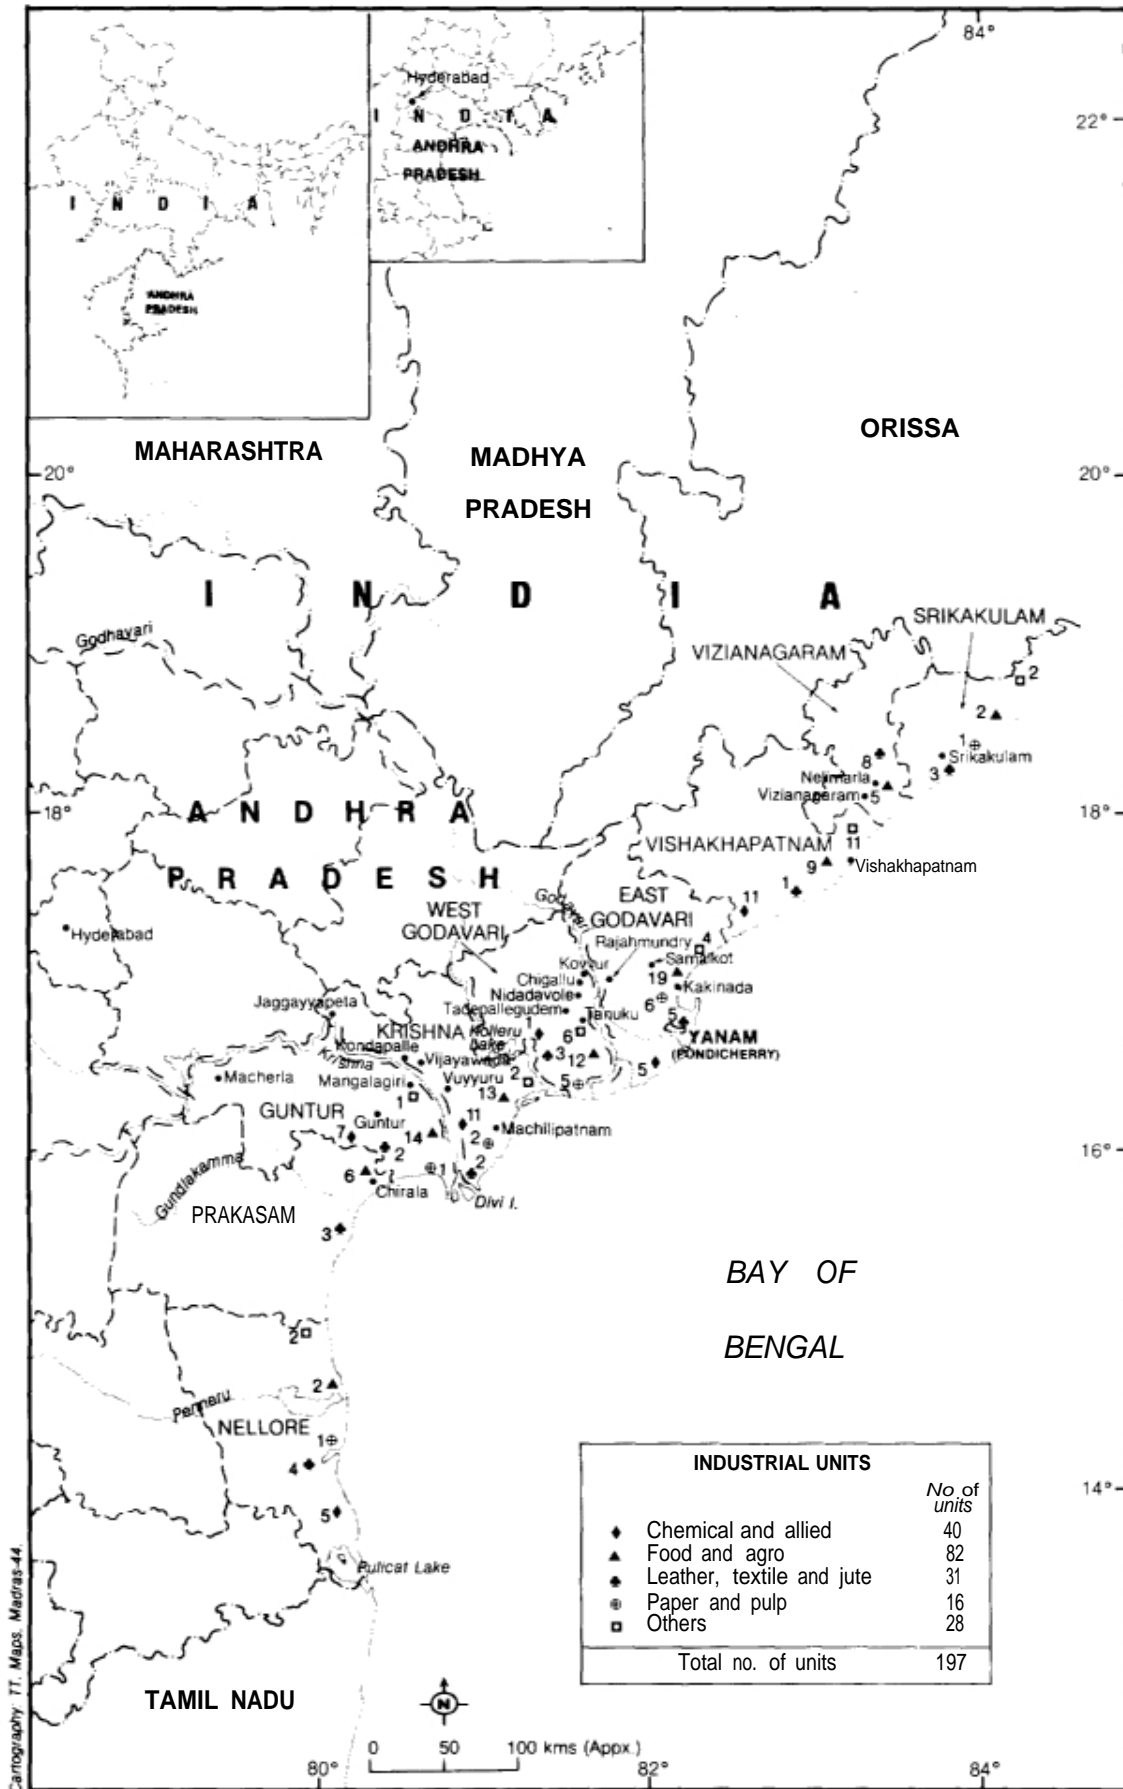 84°
22°
Hyderabad
I N D I A
ANDHRA
PRADESH
I N D I A
ANDHRA
PRADESH
MAHARASHTRA
MADHYA
PRADESH
ORISSA
20°
20°
I N D I A
Godhavari
SRIKAKULAM
VIZIANAGARAM
2
2
1
Srikakulam
3
8
Nelimarla
Vizianagaram
5
18°
18°
ANDHRA
PRADESH
VISHAKHAPATNAM
11
9
Vishakhapatnam
1
11
WEST
GODAVARI
EAST
GODAVARI
Hyderabad
Rajahmundry
4
Samalkot
Kovvur
19
Chigallu
Kakinada
Nidadavole
6
Jaggayyapeta
Tadepallegudem
Tanuku
5
KRISHNA
Kolleru
Lake
1
6
YANAM
(PONDICHERRY)
Kondapalle
Krishna
Vijayawada
3
12
5
Macherla
Mangalagiri
Vuyyuru
2
5
1
13
GUNTUR
Guntur
11
7
14
2
Machilipatnam
2
16°
Gundlakamma
6
1
2
Chirala
Divi I.
PRAKASAM
3
BAY OF
BENGAL
2
2
Penneru
NELLORE
1
4
5
14°
Pulicat Lake
INDUSTRIAL UNITS
No of
units
Chemical and allied 40
Food and agro 82
Leather, textile and jute 31
Paper and pulp 16
Others 28
Total no. of units 197
TAMIL NADU
N
0 50 100 kms (Appx.)
80° 82° 84°
Cartography: TT. Maps. Madras-44.